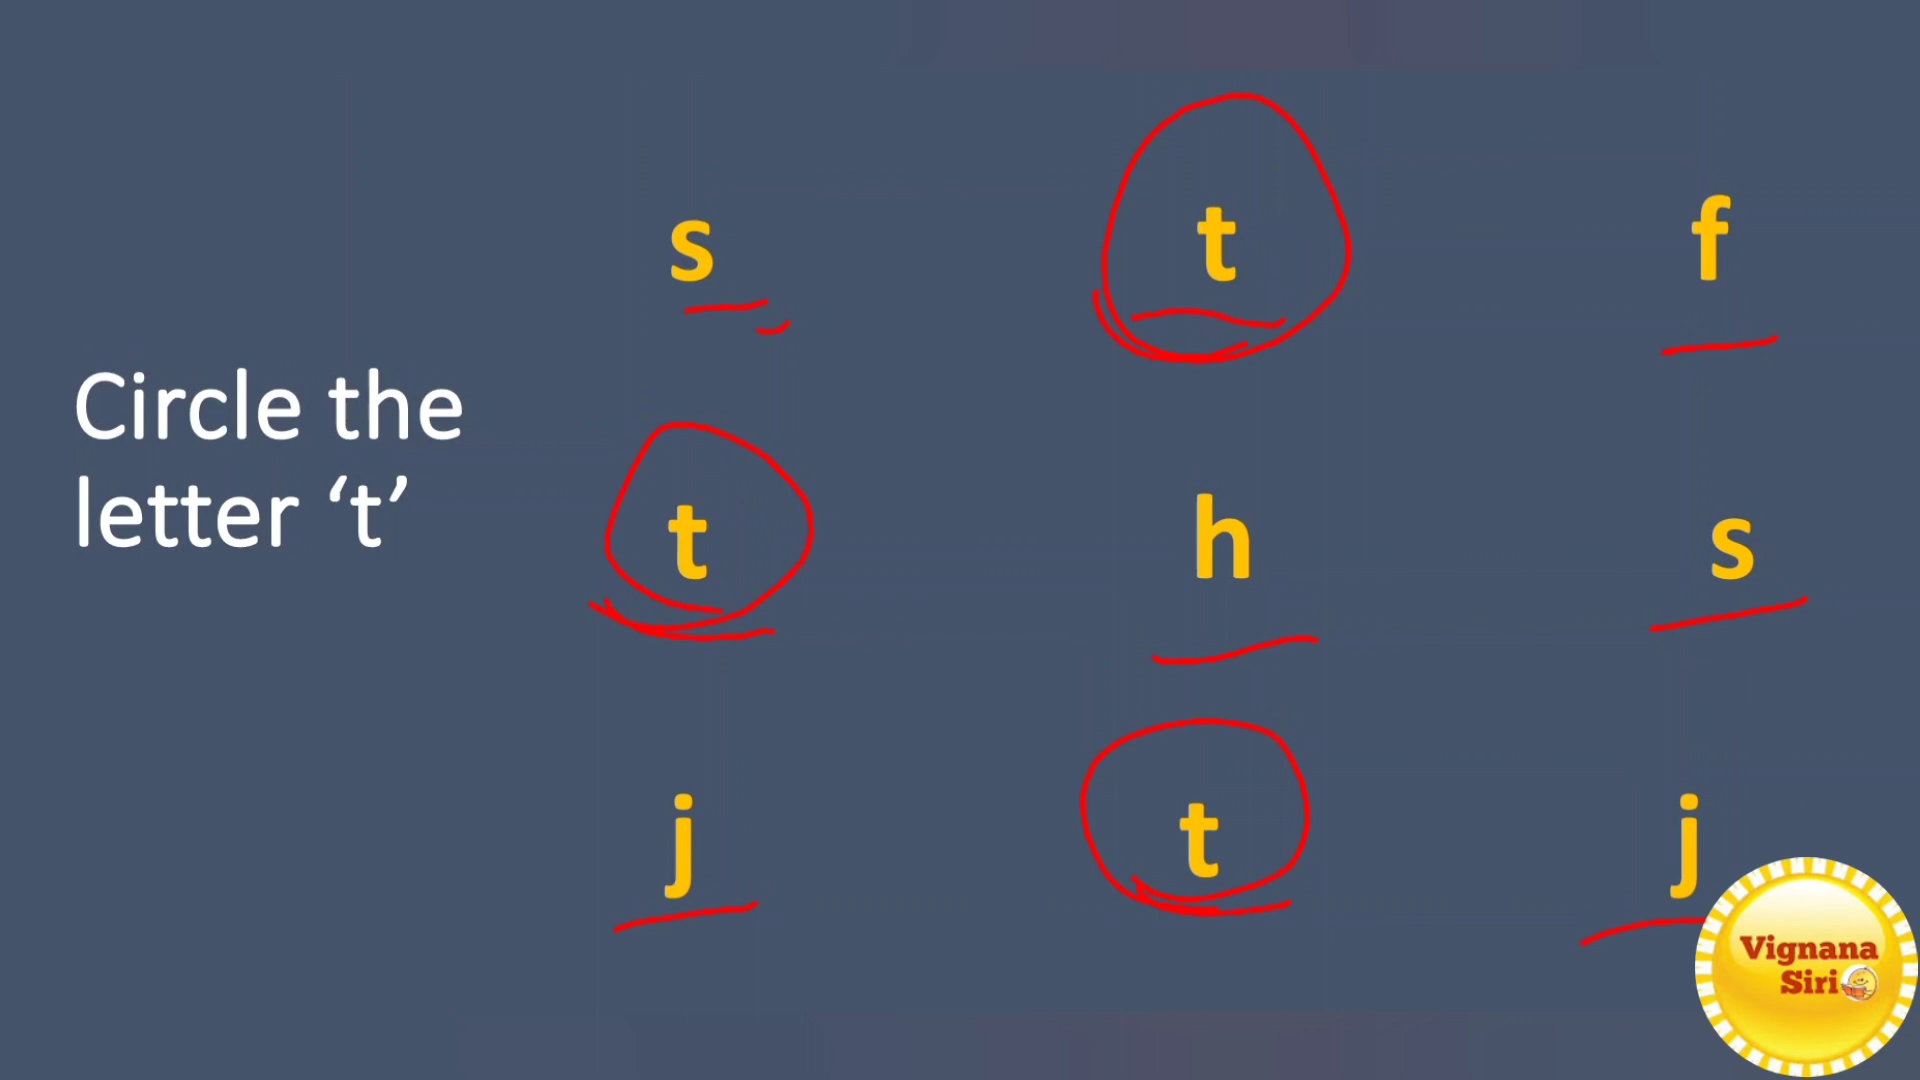 Circle the
letter ‘t’
s t f
t h s
j t j
Vignana
Siri